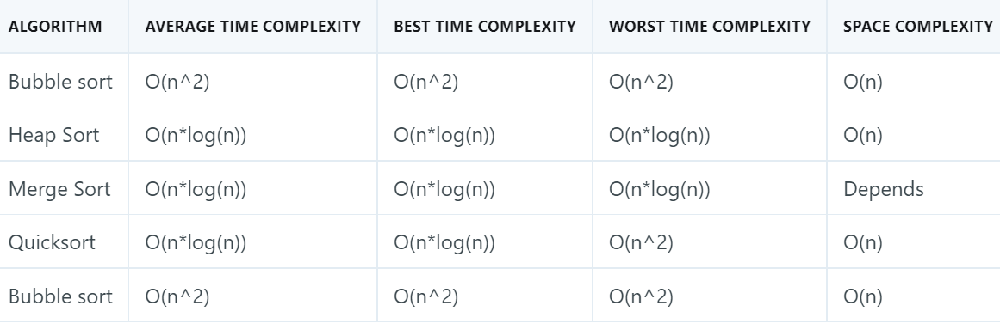 ALGORITHM AVERAGE TIME COMPLEXITY BEST TIME COMPLEXITY WORST TIME COMPLEXITY SPACE COMPLEXITY
Bubble sort O(n^2) O(n^2) O(n^2) O(n)
Heap Sort O(n*log(n)) O(n*log(n)) O(n*log(n)) O(n)
Merge Sort O(n*log(n)) O(n*log(n)) O(n*log(n)) Depends
Quicksort O(n*log(n)) O(n*log(n)) O(n^2) O(n)
Bubble sort O(n^2) O(n^2) O(n^2) O(n)